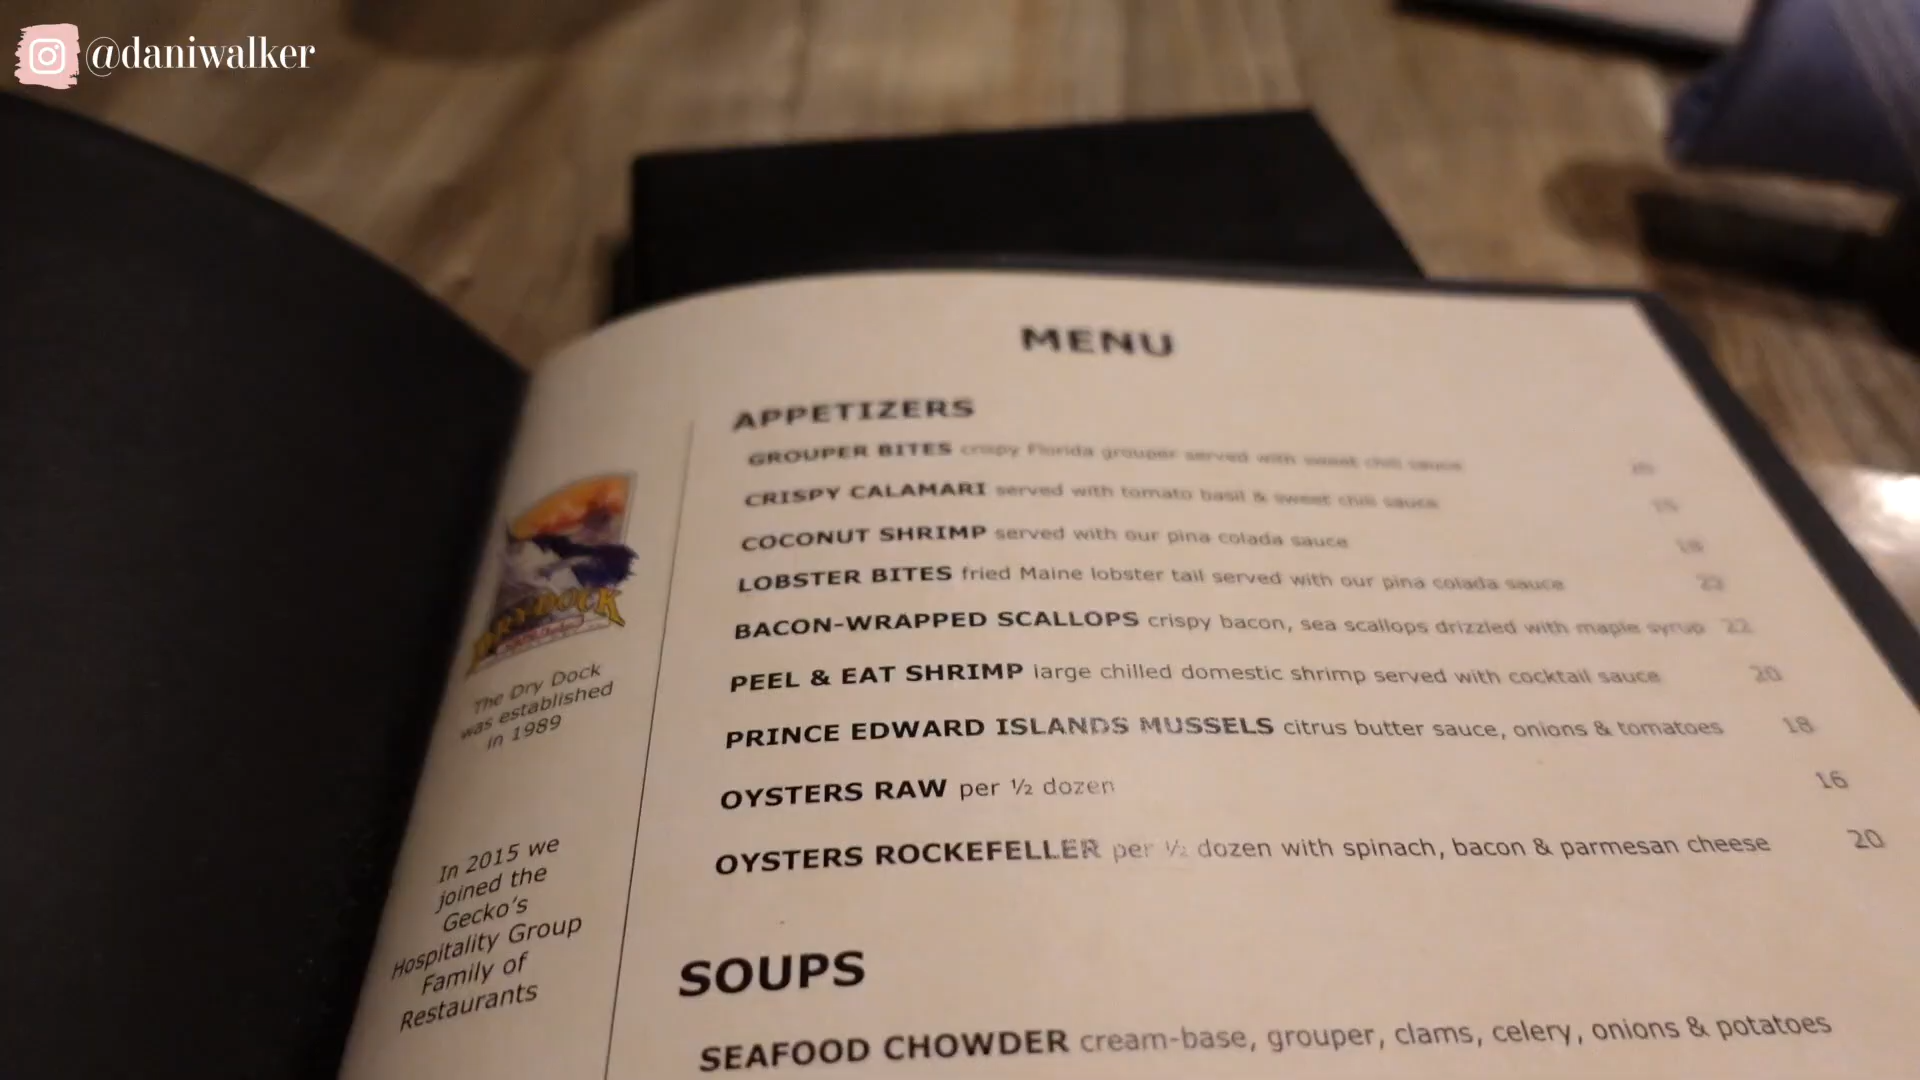 @daniwalker
MENU
APPETIZERS
GROUPER BITES crispy Florida grouper served with sweet chili sauce
CRISPY CALAMARI served with tomato basil & sweet chili sauce
COCONUT SHRIMP served with our pina colada sauce
LOBSTER BITES fried Maine lobster tail served with our pina colada sauce
BACON-WRAPPED SCALLOPS crispy bacon, sea scallops drizzled with maple syrup 22
PEEL & EAT SHRIMP large chilled domestic shrimp served with cocktail sauce 20
PRINCE EDWARD ISLANDS MUSSELS citrus butter sauce, onions & tomatoes 18
OYSTERS RAW per ½ dozen 16
OYSTERS ROCKEFELLER per ½ dozen with spinach, bacon & parmesan cheese 20
SOUPS
SEAFOOD CHOWDER cream-base, grouper, clams, celery, onions & potatoes
DRY DOCK
The Dry Dock
was established
in 1989
In 2015 we
joined the
Gecko's
Hospitality Group
Family of
Restaurants